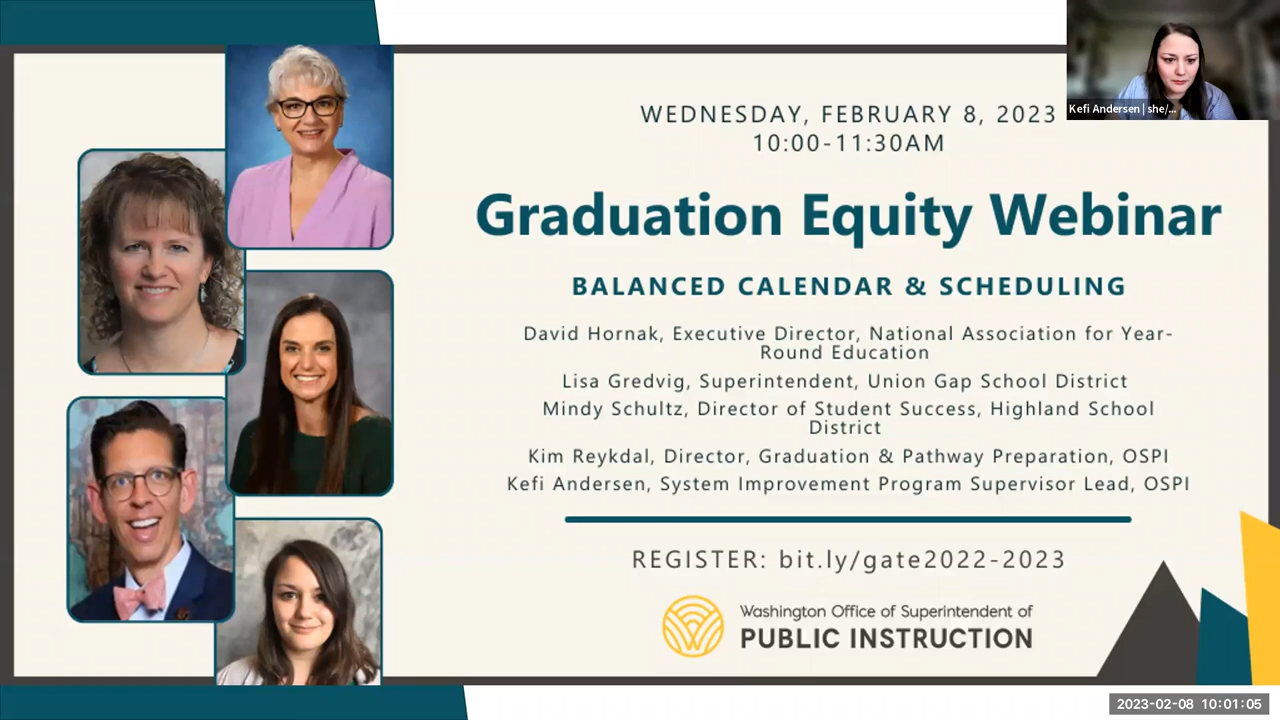 Kefi Andersen | she/...
WEDNESDAY, FEBRUARY 8, 2023
10:00-11:30AM
Graduation Equity Webinar
BALANCED CALENDAR & SCHEDULING
David Hornak, Executive Director, National Association for Year-
Round Education
Lisa Gredvig, Superintendent, Union Gap School District
Mindy Schultz, Director of Student Success, Highland School
District
Kim Reykdal, Director, Graduation & Pathway Preparation, OSPI
Kefi Andersen, System Improvement Program Supervisor Lead, OSPI
REGISTER: bit.ly/gate2022-2023
Washington Office of Superintendent of
PUBLIC INSTRUCTION
2023-02-08 10:01:05